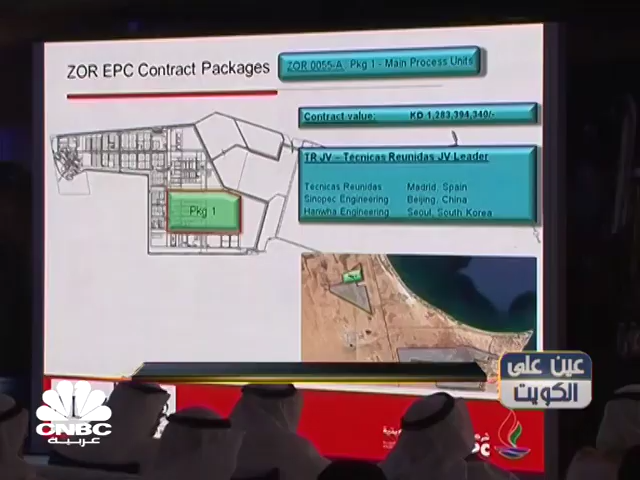 ZOR EPC Contract Packages
ZOR 0055-A Pkg 1 - Main Process Units
Contract value: KD 1,283,394,340/-
TR JV – Técnicas Reunidas JV Leader
Técnicas Reunidas Madrid, Spain
Sinopec Engineering Beijing, China
Hanwha Engineering Seoul, South Korea
Pkg 1
عين على
الكويت
CNBC
عربية